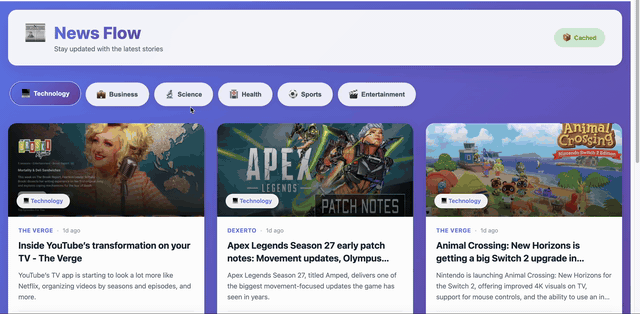 News Flow
Stay updated with the latest stories
Cached
Technology
Business
Science
Health
Sports
Entertainment
APEX
LEGENDS
PATCH NOTES
Animal
Crossing
New Horizons
Nintendo Switch 2 Edition
Technology
Technology
Technology
THE VERGE · 1d ago
Inside YouTube's transformation on your
TV - The Verge
YouTube's TV app is starting to look a lot more like
Netflix, organizing videos by seasons and episodes, and
more.
DEXERTO · 1d ago
Apex Legends Season 27 early patch
notes: Movement updates, Olympus...
Apex Legends Season 27, titled Amped, delivers one of
the biggest movement-focused updates the game has
seen in years.
THE VERGE · 1d ago
Animal Crossing: New Horizons is
getting a big Switch 2 upgrade in...
Nintendo is launching Animal Crossing: New Horizons for
the Switch 2, offering improved 4K visuals on TV,
support for mouse controls, and the ability to use an in...